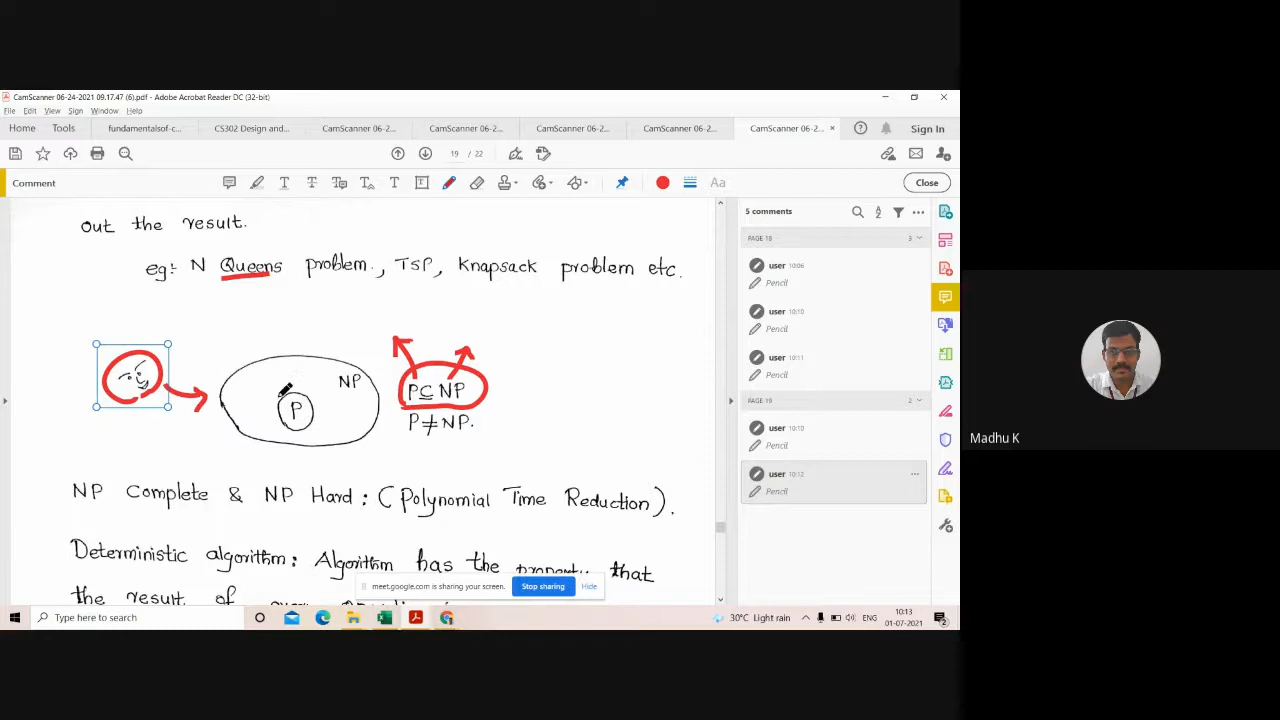 CamScanner 06-24-2021 09.17.47 (6).pdf - Adobe Acrobat Reader DC (32-bit)
File Edit View Sign Window Help
Home Tools fundamentalsof-c... CS302 Design and... CamScanner 06-2... CamScanner 06-2... CamScanner 06-2... CamScanner 06-2... CamScanner 06-2... × Sign In
19 / 22
Comment Aa Close
out the result.
eg:- N Queens problem, TSP, Knapsack problem etc.
NP
P
P ⊆ NP
P ≠ NP.
NP Complete & NP Hard : (Polynomial Time Reduction).
Deterministic algorithm : Algorithm has the property that
the result of
5 comments
PAGE 18 3
user 10:06
Pencil
user 10:10
Pencil
user 10:11
Pencil
PAGE 19 2
user 10:10
Pencil
user 10:12
Pencil
meet.google.com is sharing your screen. Stop sharing Hide
Type here to search
30°C Light rain ENG 10:13
01-07-2021
2
Madhu K